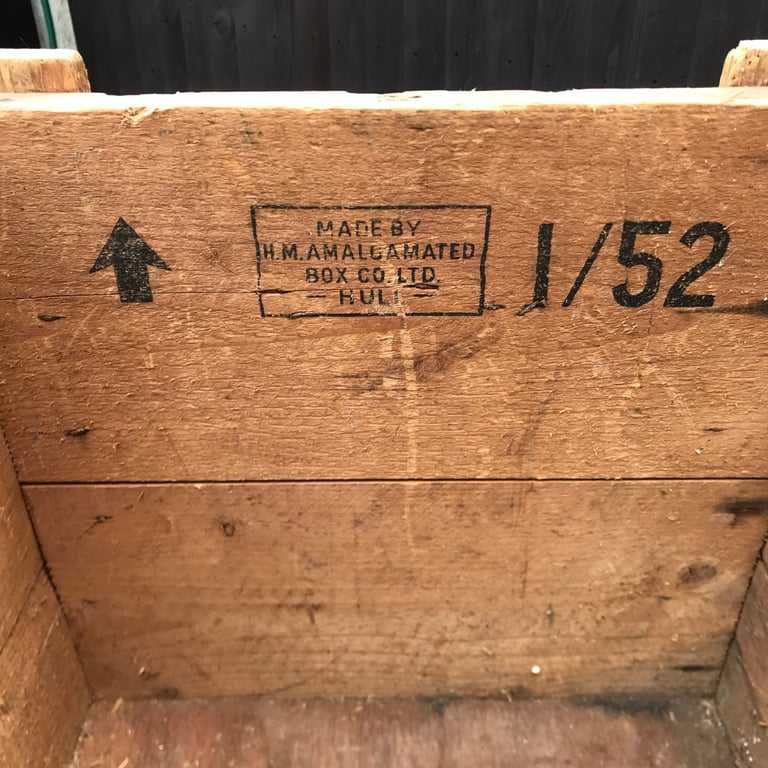 MADE BY
H.M. AMALGAMATED
BOX CO. LTD.
— HULL —
1/52